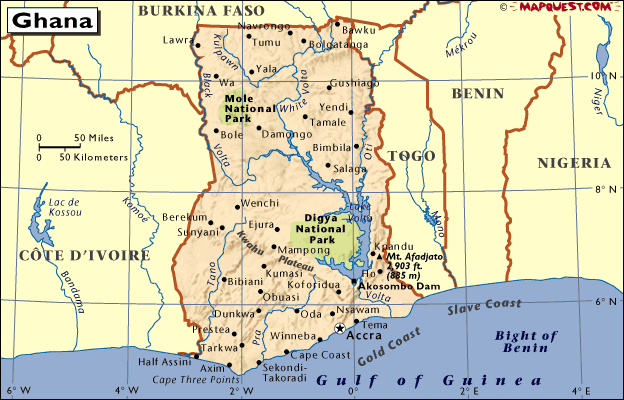 Ghana
BURKINA FASO
© MAPQUEST.COM
Navrongo
Bawku
Lawra
Tumu
Bolgatanga
Kulpawn
Mékrou
Wa
Yala
White Volta
Gushiago
10 N
Black
Volta
Mole
National
Park
BENIN
Niger
Yendi
Tamale
50 Miles
0
50 Kilometers
0
Bole
Damongo
Bimbila
Oti
TOGO
NIGERIA
Salaga
8 N
Lac de
Kossou
Komoé
Wenchi
Lake
Volta
Berekum
Sunyani
Ejura
Digya
National
Park
Mono
CÔTE D'IVOIRE
Kwahu
Plateau
Mampong
Kpandu
Mt. Afadjato
2,903 ft.
(885 m)
Bandama
Tano
Kumasi
Ho
Bibiani
Koforidua
Akosombo Dam
Obuasi
Volta
6 N
Dunkwa
Oda
Nsawam
Slave Coast
Prestea
Pra
Tema
Tarkwa
Winneba
Accra
Bight of
Benin
Half Assini
Cape Coast
Gold Coast
Axim
Sekondi-
Takoradi
Cape Three Points
Gulf of Guinea
6° W
4° W
2° W
0°
2° E
4° E